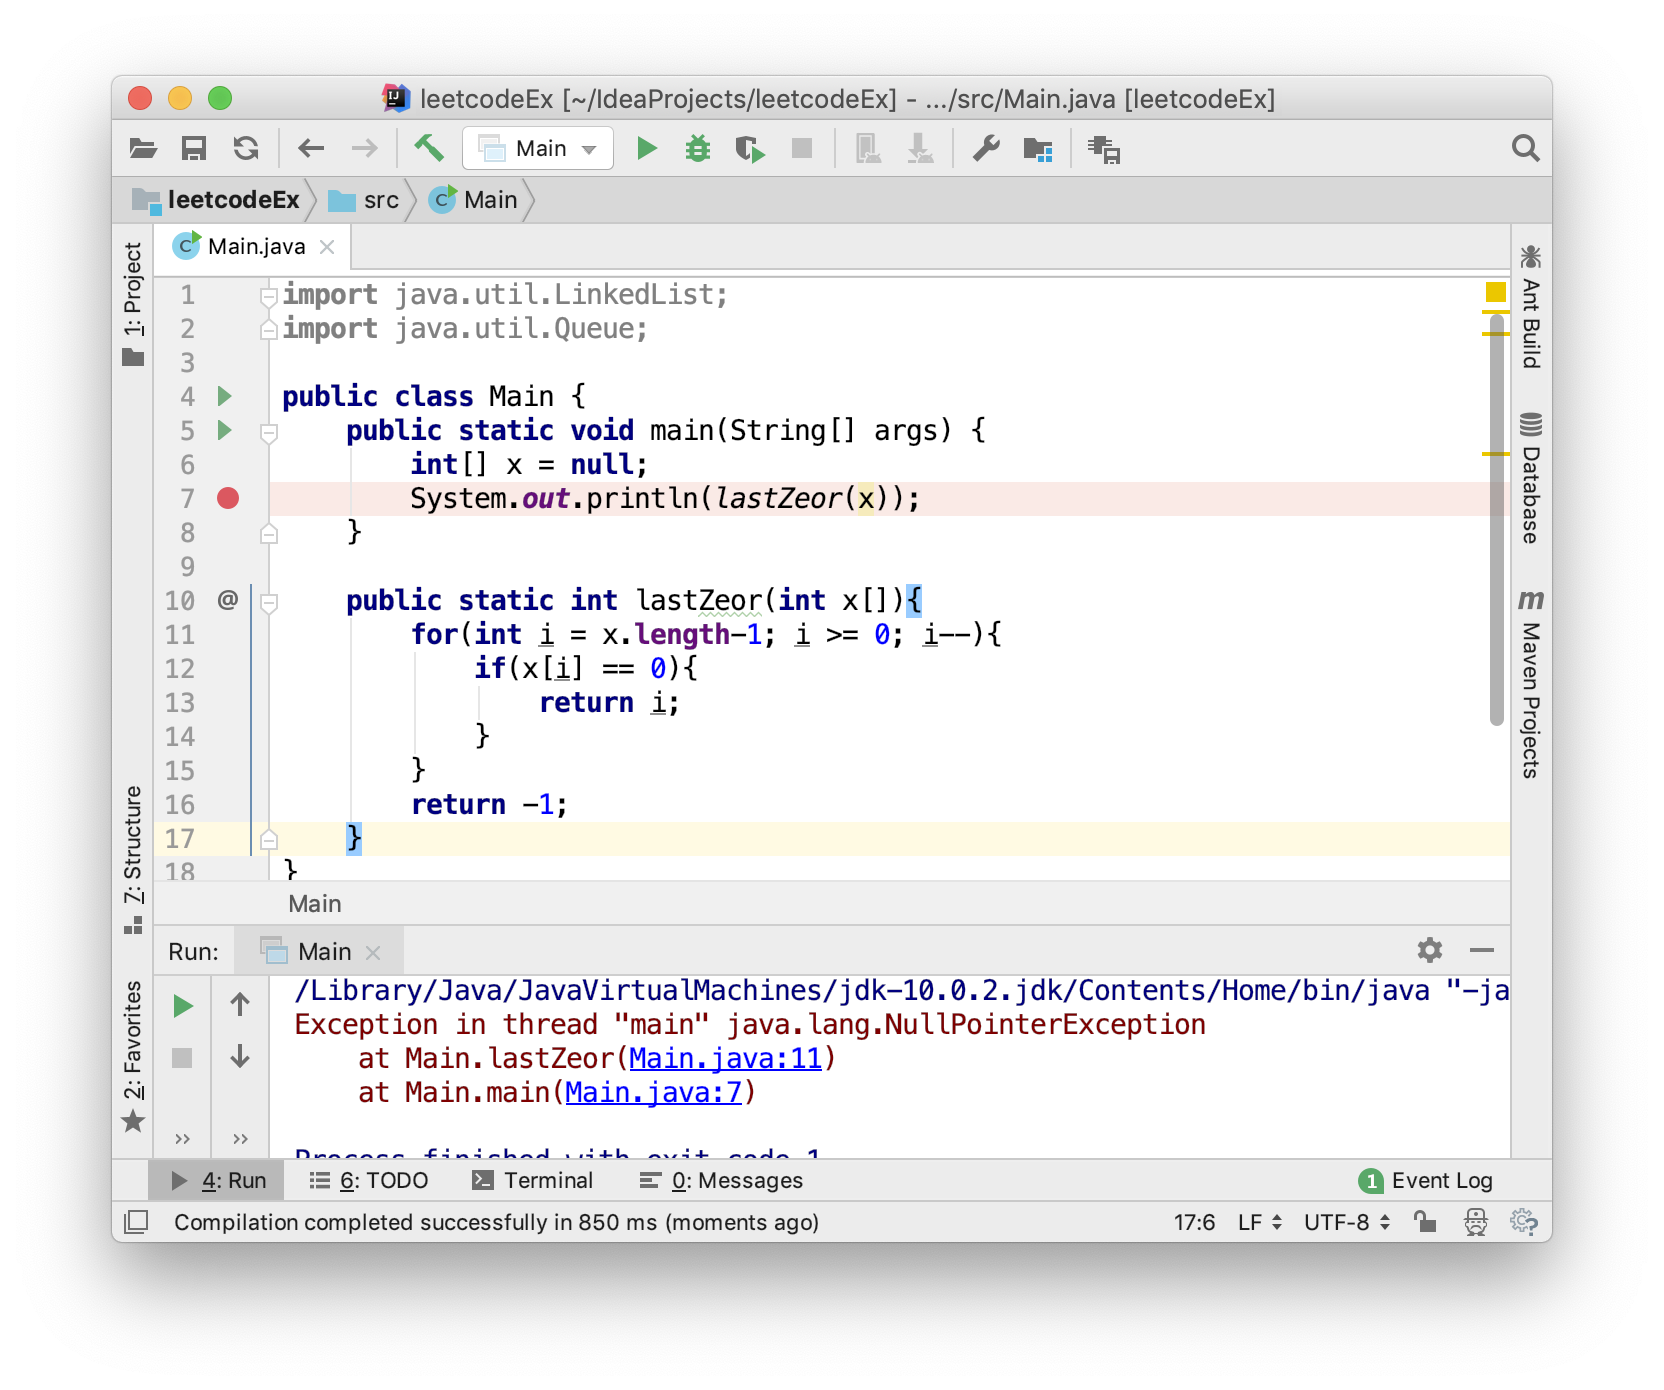 leetcodeEx [~/IdeaProjects/leetcodeEx] - .../src/Main.java [leetcodeEx]
Main
leetcodeEx
src
Main
Main.java
1: Project
7: Structure
2: Favorites
Ant Build
Database
Maven Projects
1 import java.util.LinkedList;
2 import java.util.Queue;
3
4 public class Main {
5 public static void main(String[] args) {
6 int[] x = null;
7 System.out.println(lastZeor(x));
8 }
9
10 @ public static int lastZeor(int x[]){
11 for(int i = x.length-1; i >= 0; i--){
12 if(x[i] == 0){
13 return i;
14 }
15 }
16 return -1;
17 }
18 }
Main
Run: Main
/Library/Java/JavaVirtualMachines/jdk-10.0.2.jdk/Contents/Home/bin/java "-ja
Exception in thread "main" java.lang.NullPointerException
at Main.lastZeor(Main.java:11)
at Main.main(Main.java:7)
Process finished with exit code 1
4: Run 6: TODO Terminal 0: Messages 1 Event Log
Compilation completed successfully in 850 ms (moments ago) 17:6 LF UTF-8